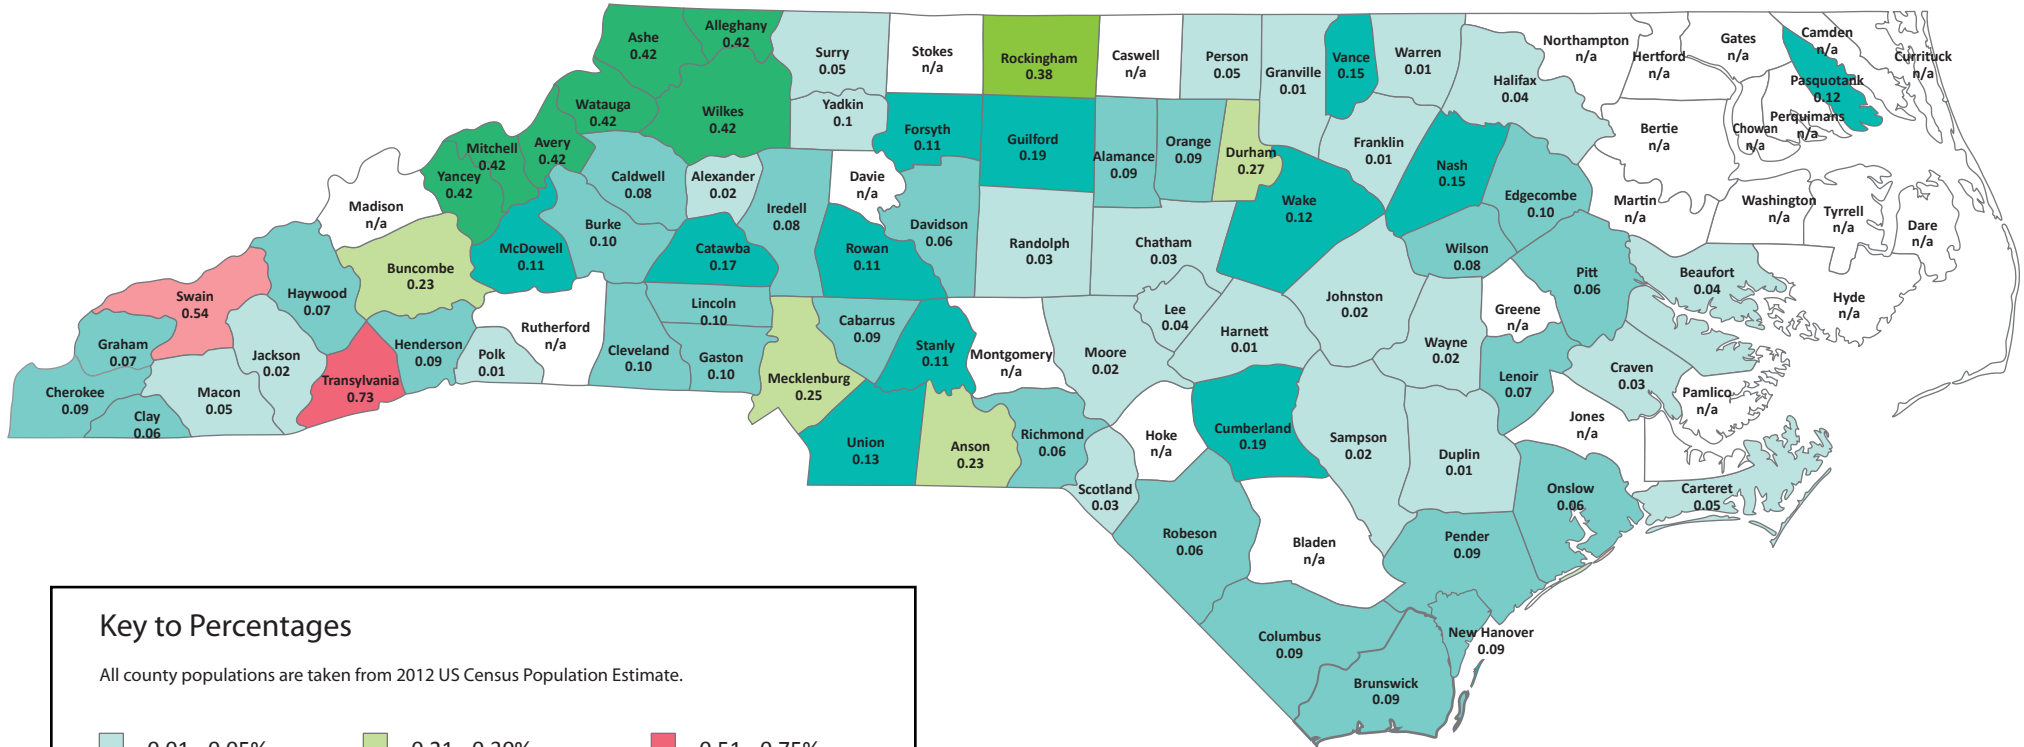 Ashe
0.42
Alleghany
0.42
Surry
0.05
Stokes
n/a
Rockingham
0.38
Caswell
n/a
Person
0.05
Granville
0.01
Vance
0.15
Warren
0.01
Halifax
0.04
Northampton
n/a
Hertford
n/a
Gates
n/a
Camden
n/a
Currituck
n/a
Pasquotank
0.12
Perquimans
n/a
Chowan
n/a
Bertie
n/a
Watauga
0.42
Wilkes
0.42
Yadkin
0.1
Forsyth
0.11
Guilford
0.19
Alamance
0.09
Orange
0.09
Durham
0.27
Franklin
0.01
Nash
0.15
Edgecombe
0.10
Martin
n/a
Washington
n/a
Tyrrell
n/a
Dare
n/a
Mitchell
0.42
Avery
0.42
Yancey
0.42
Madison
n/a
Caldwell
0.08
Alexander
0.02
Iredell
0.08
Davie
n/a
Davidson
0.06
Randolph
0.03
Chatham
0.03
Wake
0.12
Wilson
0.08
Pitt
0.06
Beaufort
0.04
Hyde
n/a
Buncombe
0.23
McDowell
0.11
Burke
0.10
Catawba
0.17
Rowan
0.11
Swain
0.54
Haywood
0.07
Rutherford
n/a
Lincoln
0.10
Cabarrus
0.09
Stanly
0.11
Montgomery
n/a
Moore
0.02
Lee
0.04
Harnett
0.01
Johnston
0.02
Wayne
0.02
Greene
n/a
Lenoir
0.07
Craven
0.03
Pamlico
n/a
Graham
0.07
Jackson
0.02
Transylvania
0.73
Henderson
0.09
Polk
0.01
Cleveland
0.10
Gaston
0.10
Mecklenburg
0.25
Cherokee
0.09
Clay
0.06
Macon
0.05
Union
0.13
Anson
0.23
Richmond
0.06
Scotland
0.03
Hoke
n/a
Cumberland
0.19
Sampson
0.02
Duplin
0.01
Jones
n/a
Onslow
0.06
Carteret
0.05
Robeson
0.06
Bladen
n/a
Pender
0.09
Columbus
0.09
New Hanover
0.09
Brunswick
0.09
Key to Percentages
All county populations are taken from 2012 US Census Population Estimate.
0.01 - 0.05%
0.21 - 0.30%
0.51 - 0.75%